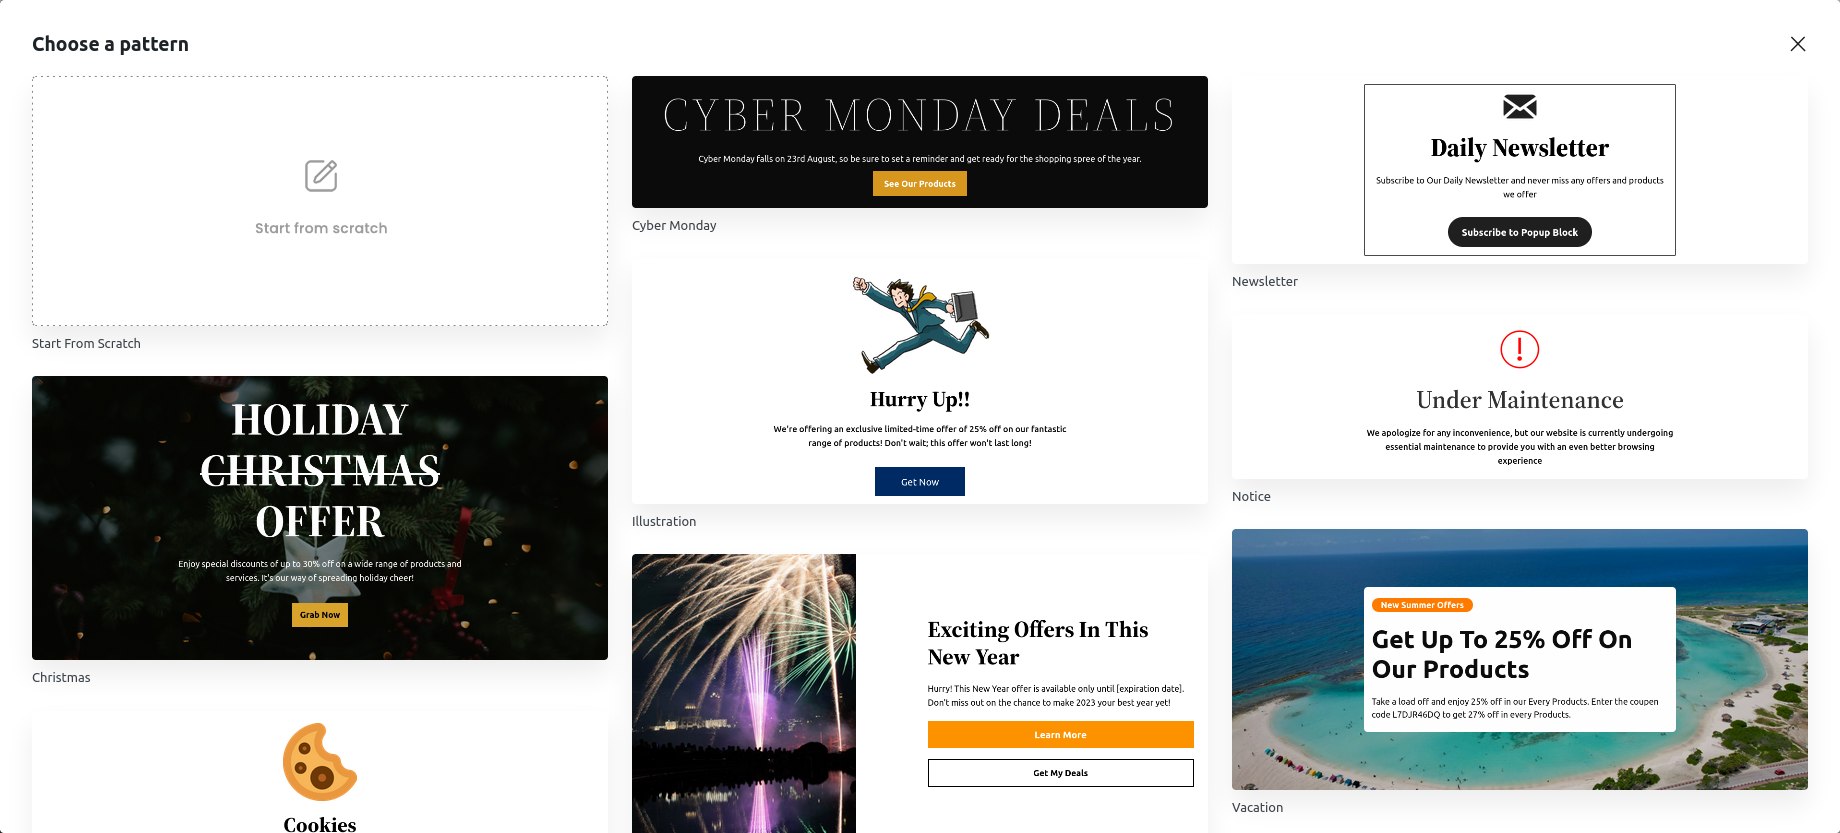 Choose a pattern
Start from scratch
Start From Scratch
HOLIDAY
CHRISTMAS
OFFER
Enjoy special discounts of up to 30% off on a wide range of products and
services. It's our way of spreading holiday cheer!
Grab Now
Christmas
Cookies
CYBER MONDAY DEALS
Cyber Monday falls on 23rd August, so be sure to set a reminder and get ready for the shopping spree of the year.
See Our Products
Cyber Monday
Hurry Up!!
We're offering an exclusive limited-time offer of 25% off on our fantastic
range of products! Don't wait; this offer won't last long!
Get Now
Illustration
Exciting Offers In This
New Year
Hurry! This New Year offer is available only until [expiration date].
Don't miss out on the chance to make 2023 your best year yet!
Learn More
Get My Deals
Daily Newsletter
Subscribe to Our Daily Newsletter and never miss any offers and products
we offer
Subscribe to Popup Block
Newsletter
Under Maintenance
We apologize for any inconvenience, but our website is currently undergoing
essential maintenance to provide you with an even better browsing
experience
Notice
New Summer Offers
Get Up To 25% Off On
Our Products
Take a load off and enjoy 25% off in our Every Products. Enter the coupen
code L7DJR46DQ to get 27% off in every Products.
Vacation